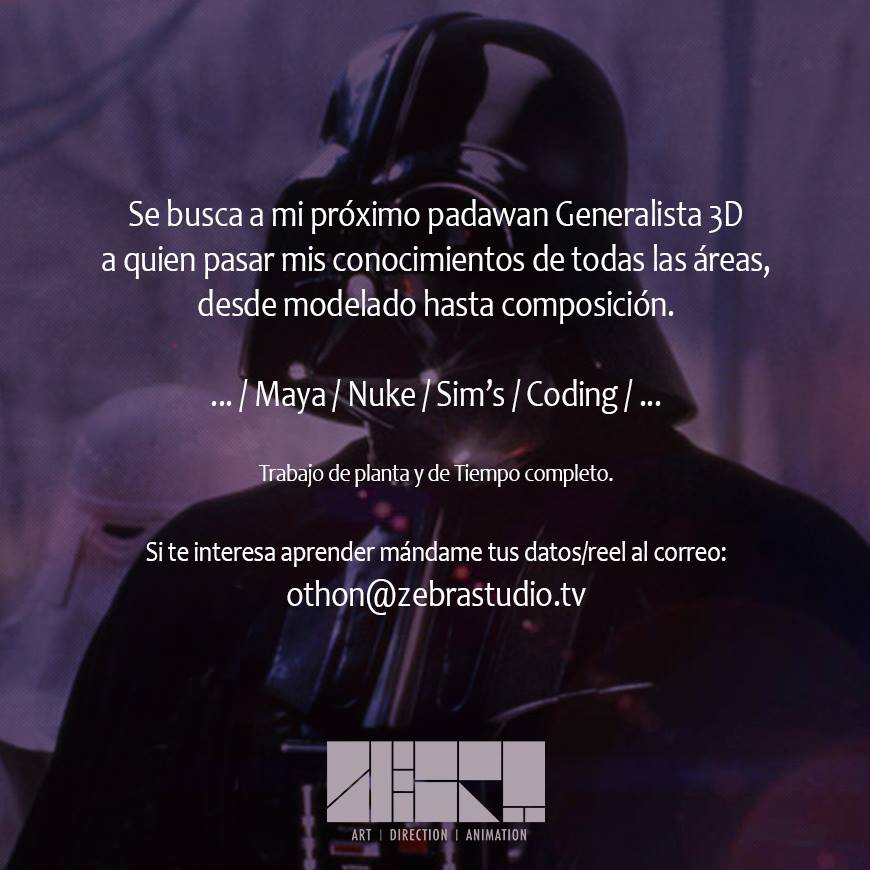 Se busca a mi próximo padawan Generalista 3D
a quien pasar mis conocimientos de todas las áreas,
desde modelado hasta composición.
... / Maya / Nuke / Sim’s / Coding / ...
Trabajo de planta y de Tiempo completo.
Si te interesa aprender mándame tus datos/reel al correo:
othon@zebrastudio.tv
ART | DIRECTION | ANIMATION